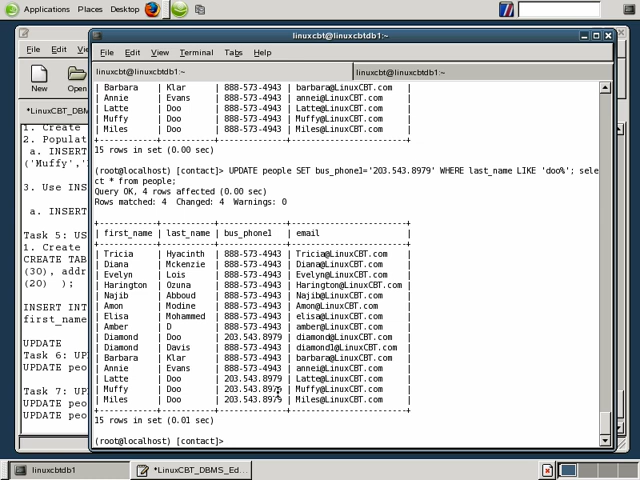 Applications Places Desktop
linuxcbt@linuxcbtdb1:~
File Edit View Terminal Tabs Help
linuxcbt@linuxcbtdb1:~
linuxcbt@linuxcbtdb1:~
| Barbara | Klar | 888-573-4943 | barbara@LinuxCBT.com |
| Annie | Evans | 888-573-4943 | annei@LinuxCBT.com |
| Latte | Doo | 888-573-4943 | Latte@LinuxCBT.com |
| Muffy | Doo | 888-573-4943 | Muffy@LinuxCBT.com |
| Miles | Doo | 888-573-4943 | Miles@LinuxCBT.com |
15 rows in set (0.00 sec)
(root@localhost) [contact]> UPDATE people SET bus_phone1='203.543.8979' WHERE last_name LIKE 'doo%'; sele
ct * from people;
Query OK, 4 rows affected (0.00 sec)
Rows matched: 4 Changed: 4 Warnings: 0
| first_name | last_name | bus_phone1 | email |
| Tricia | Hyacinth | 888-573-4943 | Tricia@LinuxCBT.com |
| Diana | Mckenzie | 888-573-4943 | Diana@LinuxCBT.com |
| Evelyn | Lois | 888-573-4943 | Evelyn@LinuxCBT.com |
| Harington | Ozuna | 888-573-4943 | Harington@LinuxCBT.com |
| Najib | Abboud | 888-573-4943 | Najib@LinuxCBT.com |
| Amon | Modine | 888-573-4943 | Amon@LinuxCBT.com |
| Elisa | Mohammed | 888-573-4943 | elisa@LinuxCBT.com |
| Amber | D | 888-573-4943 | amber@LinuxCBT.com |
| Diamond | Doo | 203.543.8979 | diamond@LinuxCBT.com |
| Diamond | Davis | 888-573-4943 | diamond1@LinuxCBT.com |
| Barbara | Klar | 888-573-4943 | barbara@LinuxCBT.com |
| Annie | Evans | 888-573-4943 | annei@LinuxCBT.com |
| Latte | Doo | 203.543.8979 | Latte@LinuxCBT.com |
| Muffy | Doo | 203.543.8979 | Muffy@LinuxCBT.com |
| Miles | Doo | 203.543.8979 | Miles@LinuxCBT.com |
15 rows in set (0.01 sec)
(root@localhost) [contact]>
File Edit
New Open
*LinuxCBT_DBM
1. Create
2. Populat
a. INSERT
('Muffy','
3. Use INS
a. INSERT
Task 5: US
1. Create
CREATE TAB
(30), addr
(20) );
INSERT INT
first_name
UPDATE
Task 6: UP
UPDATE peo
Task 7: UP
UPDATE peo
UPDATE peo
linuxcbtdb1
*LinuxCBT_DBMS_Ed...